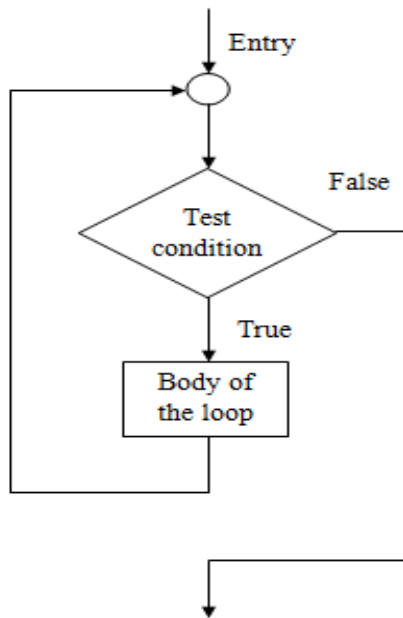 Entry
False
Test
condition
True
Body of
the loop